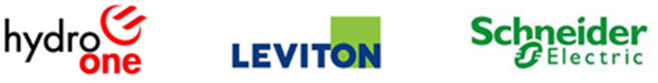 hydro
one
LEVITON
Schneider
Electric